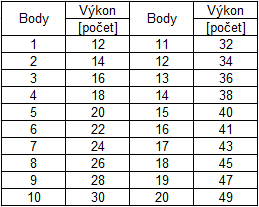 Body Výkon Body Výkon
[počet] [počet]
1 12 11 32
2 14 12 34
3 16 13 36
4 18 14 38
5 20 15 40
6 22 16 41
7 24 17 43
8 26 18 45
9 28 19 47
10 30 20 49